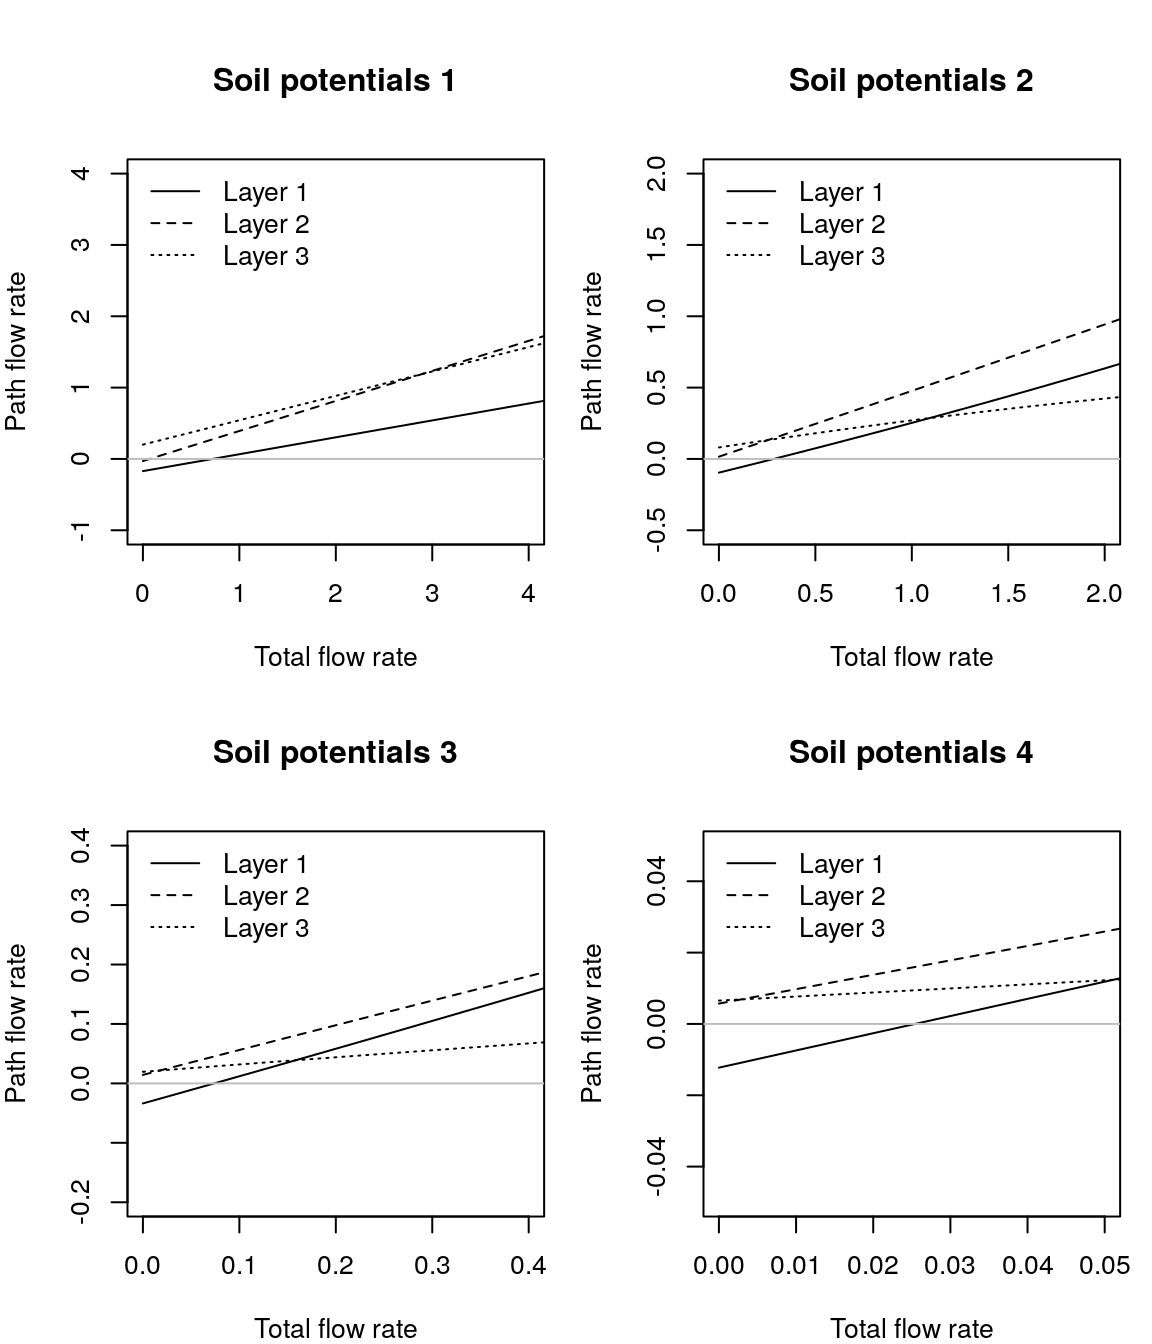 Soil potentials 1
Path flow rate
4
3
2
1
0
-1
Layer 1
Layer 2
Layer 3
0 1 2 3 4
Total flow rate
Soil potentials 2
Path flow rate
2.0
1.5
1.0
0.5
0.0
-0.5
Layer 1
Layer 2
Layer 3
0.0 0.5 1.0 1.5 2.0
Total flow rate
Soil potentials 3
Path flow rate
0.4
0.3
0.2
0.1
0.0
-0.2
Layer 1
Layer 2
Layer 3
0.0 0.1 0.2 0.3 0.4
Total flow rate
Soil potentials 4
Path flow rate
0.04
0.00
-0.04
Layer 1
Layer 2
Layer 3
0.00 0.01 0.02 0.03 0.04 0.05
Total flow rate